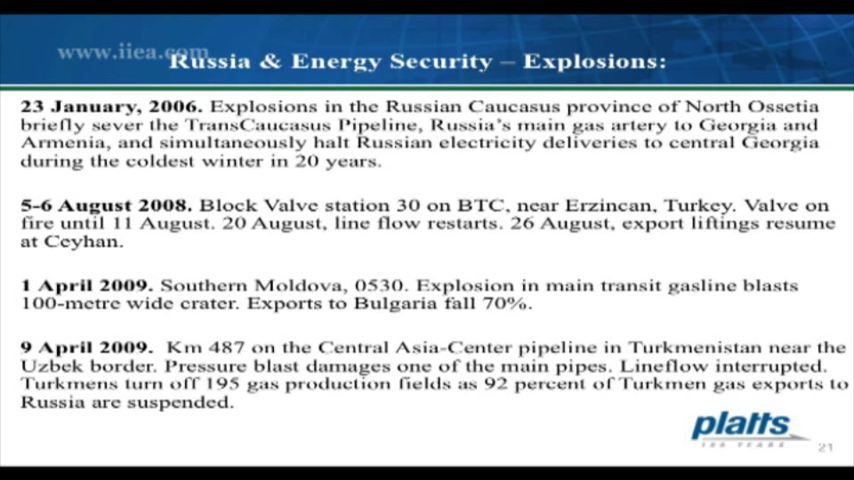 www.iiea.com
Russia & Energy Security – Explosions:
23 January, 2006. Explosions in the Russian Caucasus province of North Ossetia
briefly sever the TransCaucasus Pipeline, Russia's main gas artery to Georgia and
Armenia, and simultaneously halt Russian electricity deliveries to central Georgia
during the coldest winter in 20 years.
5-6 August 2008. Block Valve station 30 on BTC, near Erzincan, Turkey. Valve on
fire until 11 August. 20 August, line flow restarts. 26 August, export liftings resume
at Ceyhan.
1 April 2009. Southern Moldova, 0530. Explosion in main transit gasline blasts
100-metre wide crater. Exports to Bulgaria fall 70%.
9 April 2009. Km 487 on the Central Asia-Center pipeline in Turkmenistan near the
Uzbek border. Pressure blast damages one of the main pipes. Lineflow interrupted.
Turkmens turn off 195 gas production fields as 92 percent of Turkmen gas exports to
Russia are suspended.
platts
100 YEARS
21